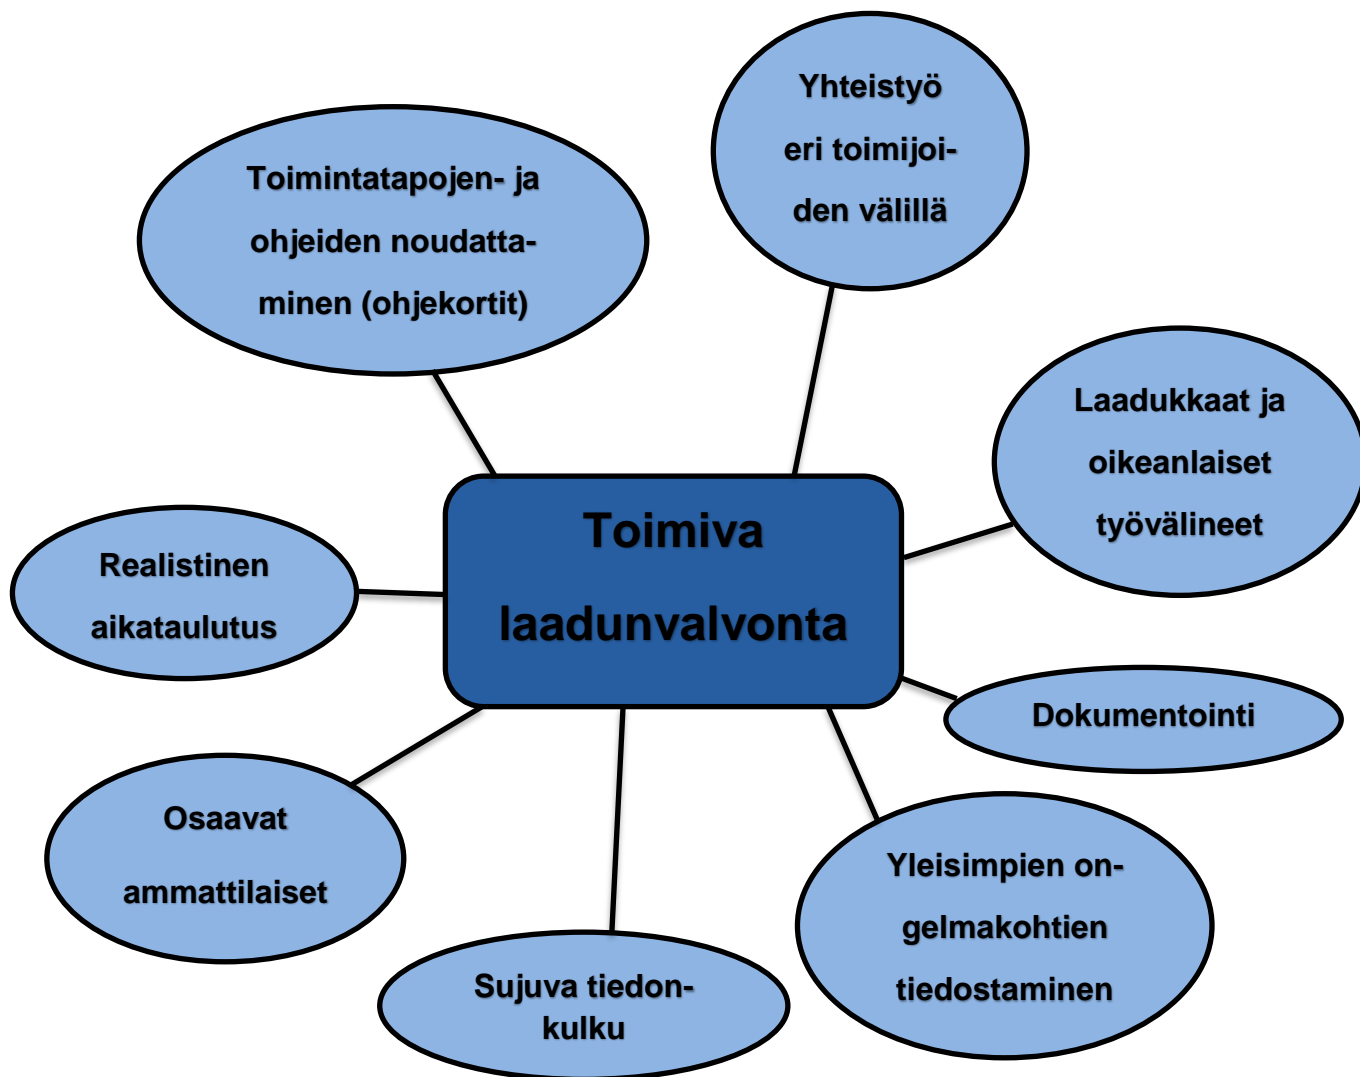 Yhteistyö
eri toimijoi-
den välillä
Toimintatapojen- ja
ohjeiden noudatta-
minen (ohjekortit)
Laadukkaat ja
oikeanlaiset
työvälineet
Toimiva
laadunvalvonta
Realistinen
aikataulutus
Dokumentointi
Osaavat
ammattilaiset
Yleisimpien on-
gelmakohtien
tiedostaminen
Sujuva tiedon-
kulku